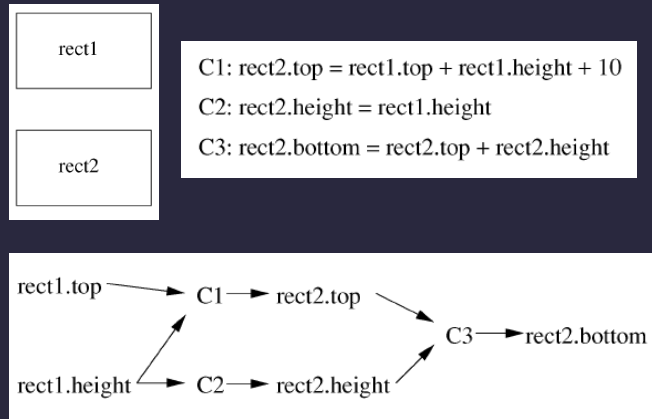 rect1
rect2
C1: rect2.top = rect1.top + rect1.height + 10
C2: rect2.height = rect1.height
C3: rect2.bottom = rect2.top + rect2.height
rect1.top C1 rect2.top
C3 rect2.bottom
rect1.height C2 rect2.height